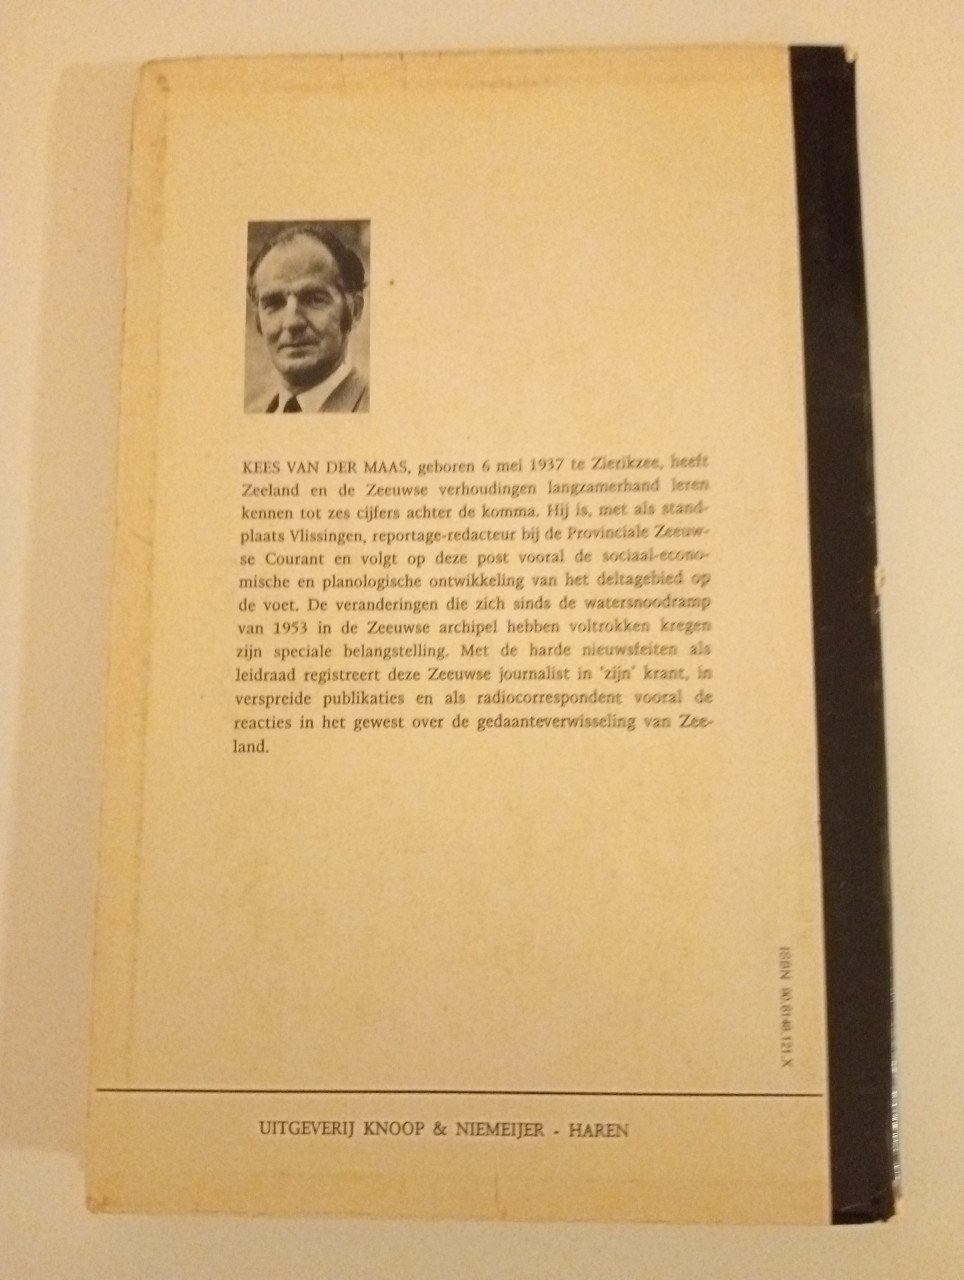 KEES VAN DER MAAS, geboren 6 mei 1937 te Zierikzee, heeft
Zeeland en de Zeeuwse verhoudingen langzamerhand leren
kennen tot zes cijfers achter de komma. Hij is, met als stand-
plaats Vlissingen, reportage-redacteur bij de Provinciale Zeeuw-
se Courant en volgt op deze post vooral de sociaal-econo-
mische en planologische ontwikkeling van het deltagebied op
de voet. De veranderingen die zich sinds de watersnoodramp
van 1953 in de Zeeuwse archipel hebben voltrokken kregen
zijn speciale belangstelling. Met de harde nieuwsfeiten als
leidraad registreert deze Zeeuwse journalist in 'zijn' krant, in
verspreide publikaties en als radiocorrespondent vooral de
reacties in het gewest over de gedaanteverwisseling van Zee-
land.
ISBN 90.6148.121.X
UITGEVERIJ KNOOP & NIEMEIJER - HAREN